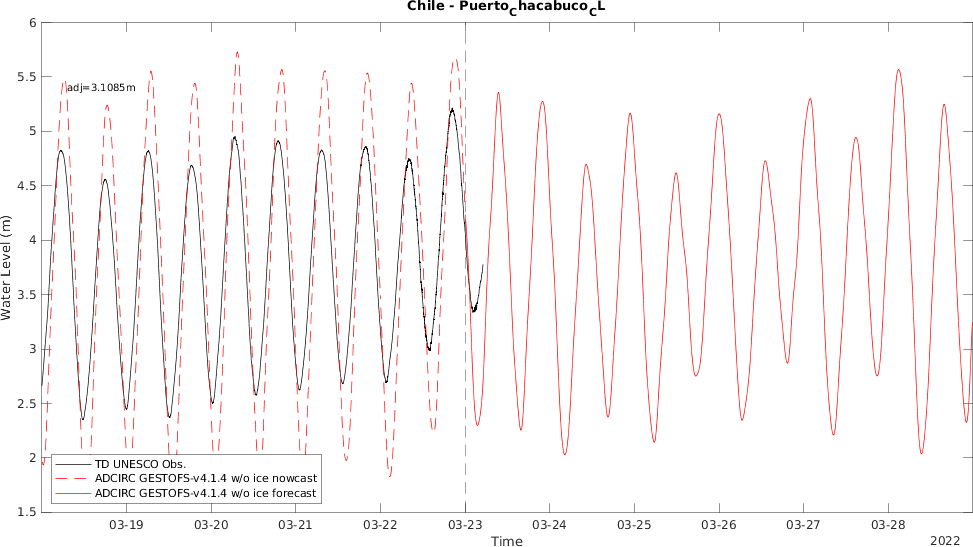 Chile - Puerto_Chacabuco_CL
6
5.5
5
4.5
4
3.5
3
2.5
2
1.5
Water Level (m)
adj=3.1085m
TD UNESCO Obs.
ADCIRC GESTOFS-v4.1.4 w/o ice nowcast
ADCIRC GESTOFS-v4.1.4 w/o ice forecast
03-19 03-20 03-21 03-22 03-23 03-24 03-25 03-26 03-27 03-28
Time
2022